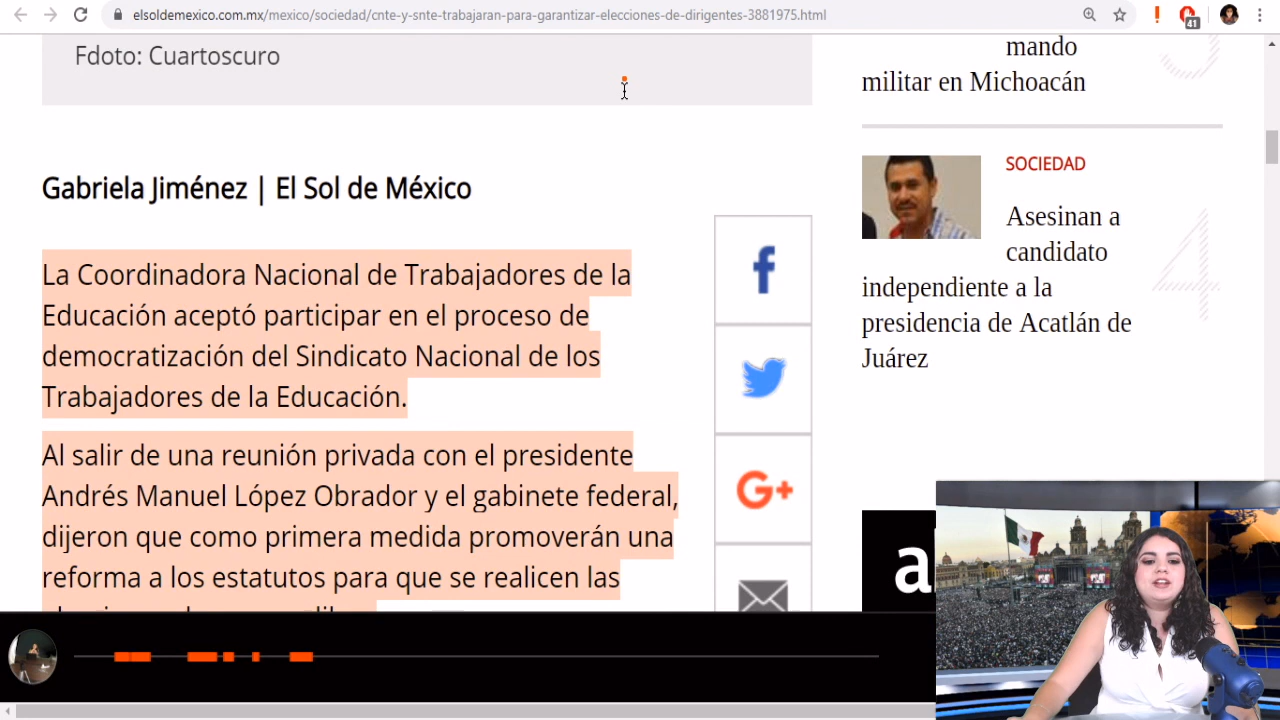 elsoldemexico.com.mx/mexico/sociedad/cnte-y-snte-trabajaran-para-garantizar-elecciones-de-dirigentes-3881975.html
41
Fdoto: Cuartoscuro
Gabriela Jiménez | El Sol de México
La Coordinadora Nacional de Trabajadores de la
Educación aceptó participar en el proceso de
democratización del Sindicato Nacional de los
Trabajadores de la Educación.
Al salir de una reunión privada con el presidente
Andrés Manuel López Obrador y el gabinete federal,
dijeron que como primera medida promoverán una
reforma a los estatutos para que se realicen las
f
G+
mando
militar en Michoacán
3
SOCIEDAD
Asesinan a
candidato
independiente a la
presidencia de Acatlán de
Juárez
4
a